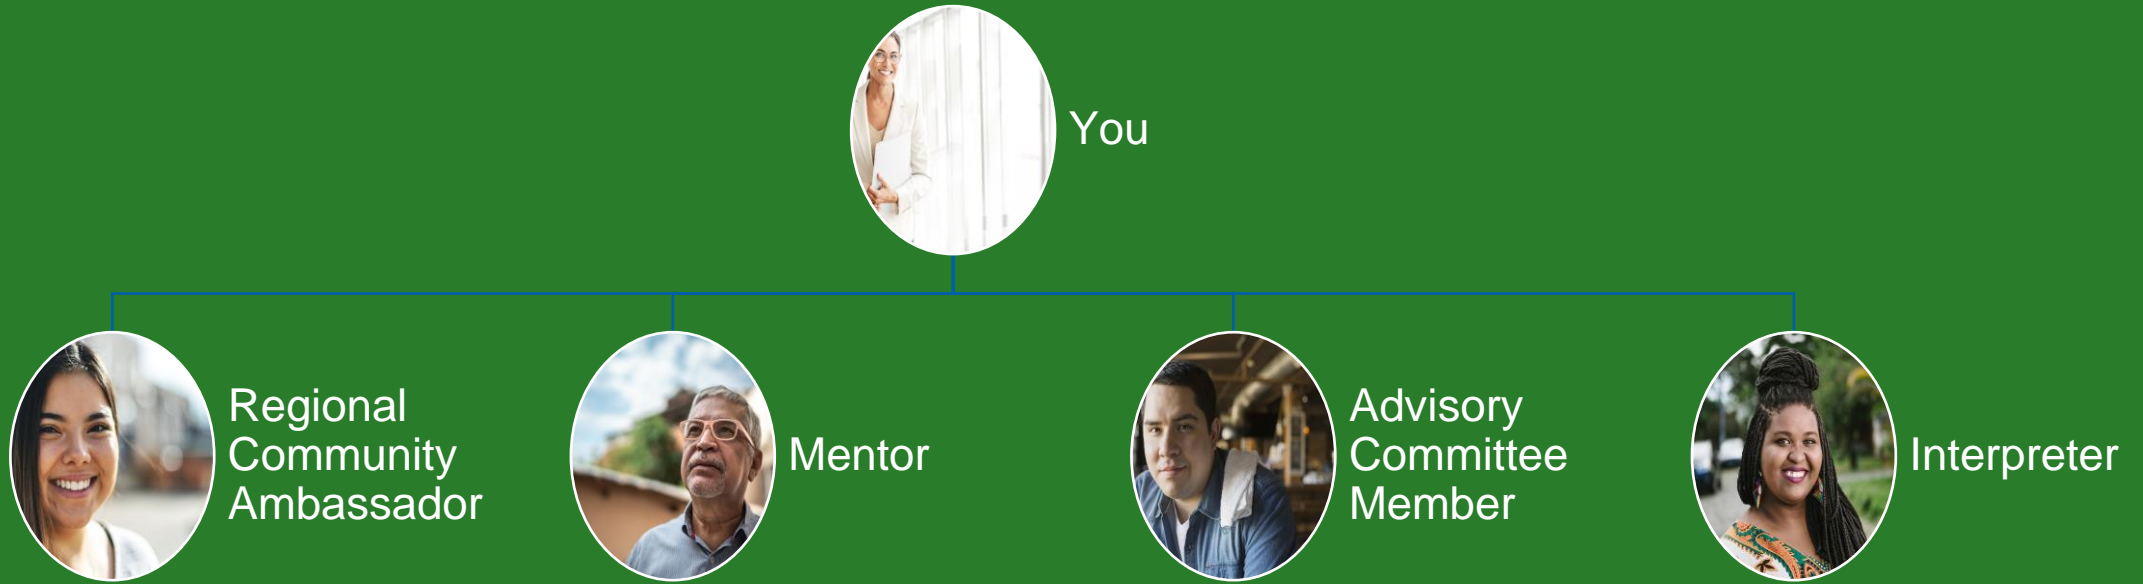 You
Regional
Community
Ambassador
Mentor
Advisory
Committee
Member
Interpreter